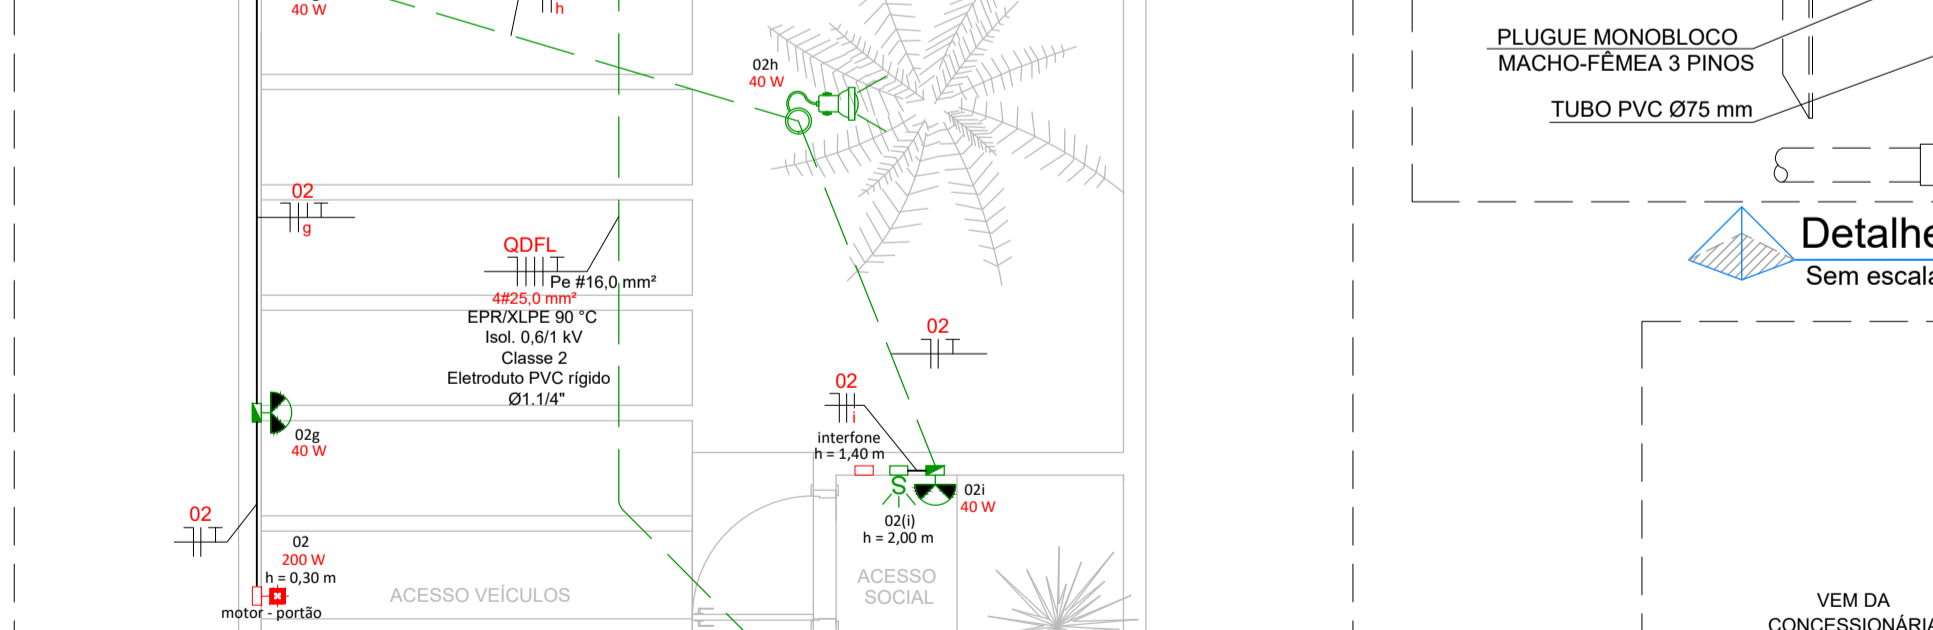 40 W
h
02h
40 W
PLUGUE MONOBLOCO
MACHO-FÊMEA 3 PINOS
TUBO PVC Ø75 mm
02
g
QDFL
Pe #16,0 mm²
4#25,0 mm²
EPR/XLPE 90 °C
Isol. 0,6/1 kV
Classe 2
Eletroduto PVC rígido
Ø1.1/4"
Detalhe
Sem escala
02
02
i
interfone
h = 1,40 m
02g
40 W
S
02i
40 W
02(i)
h = 2,00 m
02
02
200 W
h = 0,30 m
motor - portão
ACESSO VEÍCULOS
ACESSO
SOCIAL
VEM DA
CONCESSIONÁRIA